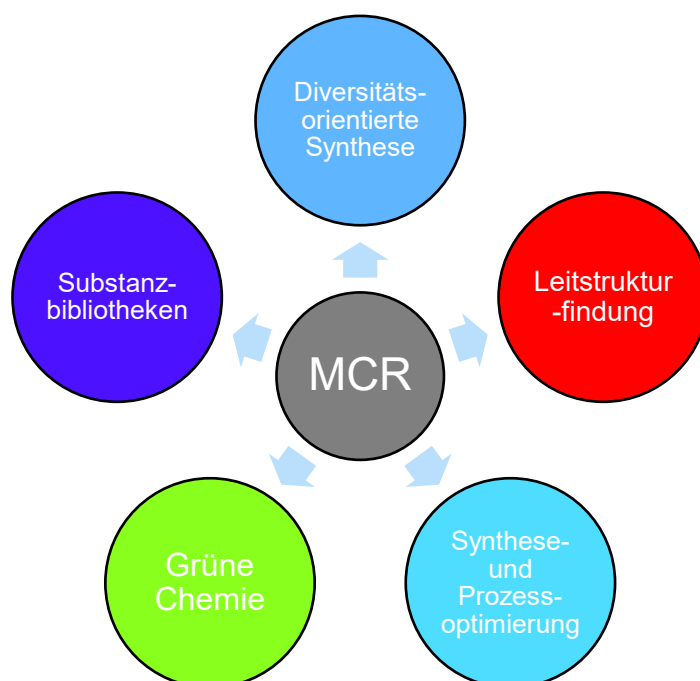 Diversitäts-
orientierte
Synthese
Substanz-
bibliotheken
Leitstruktur
-findung
MCR
Grüne
Chemie
Synthese-
und
Prozess-
optimierung